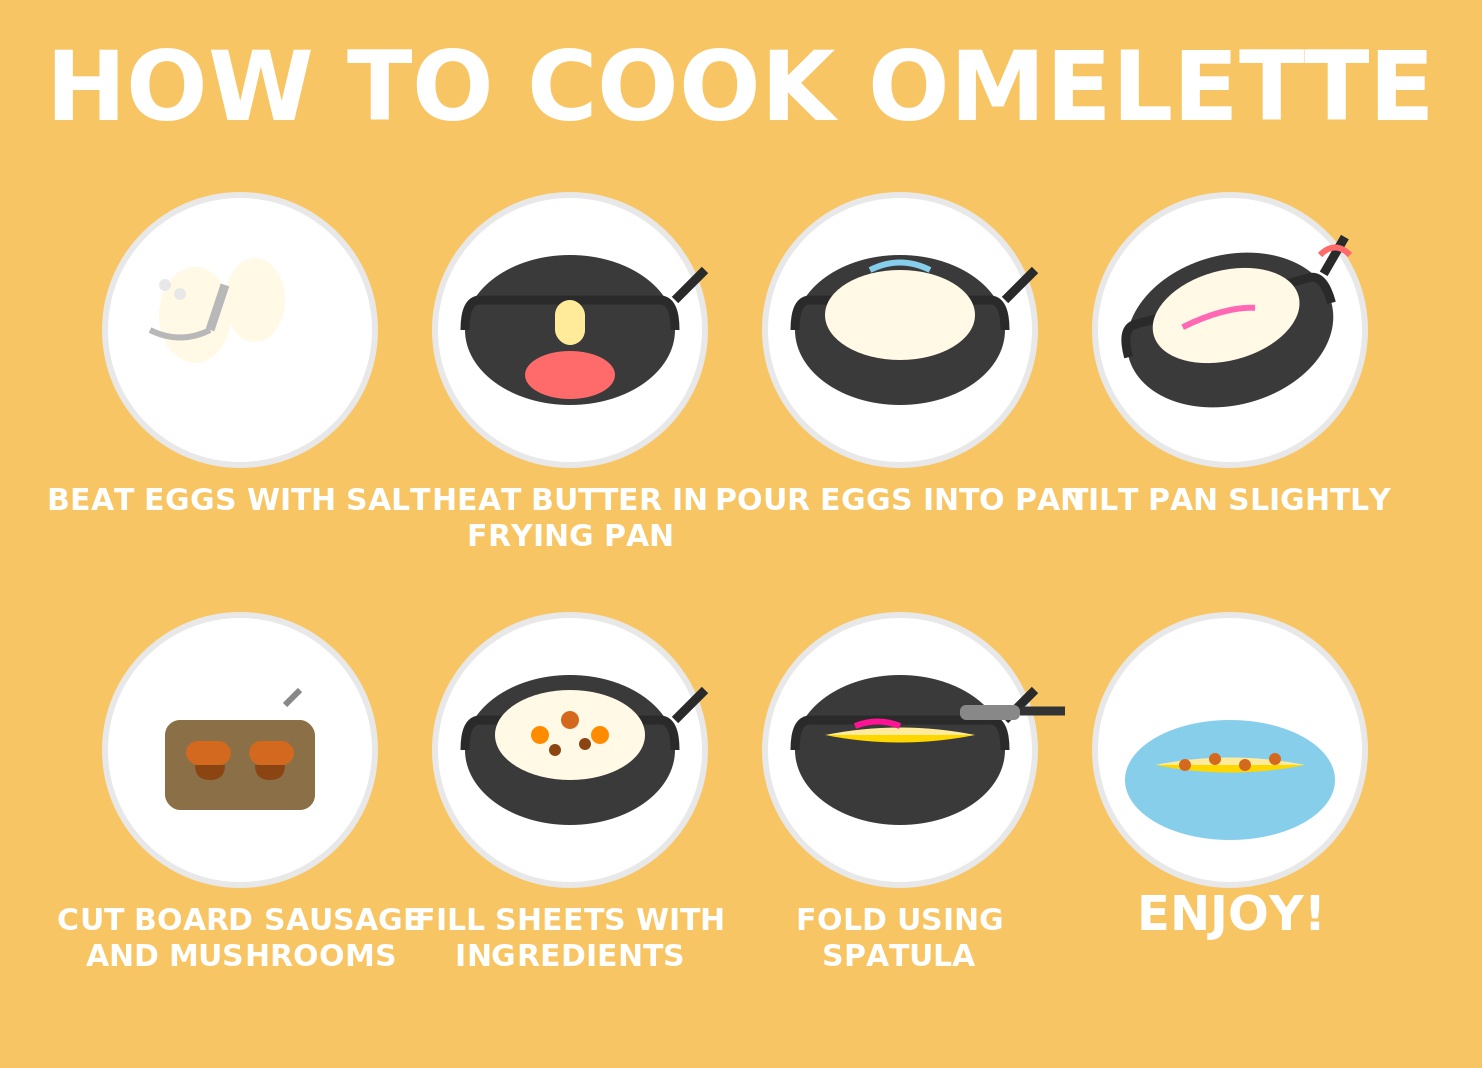 HOW TO COOK OMELETTE
BEAT EGGS WITH SALT
HEAT BUTTER IN
FRYING PAN
POUR EGGS INTO PAN
TILT PAN SLIGHTLY
CUT BOARD SAUSAGE
AND MUSHROOMS
FILL SHEETS WITH
INGREDIENTS
FOLD USING
SPATULA
ENJOY!